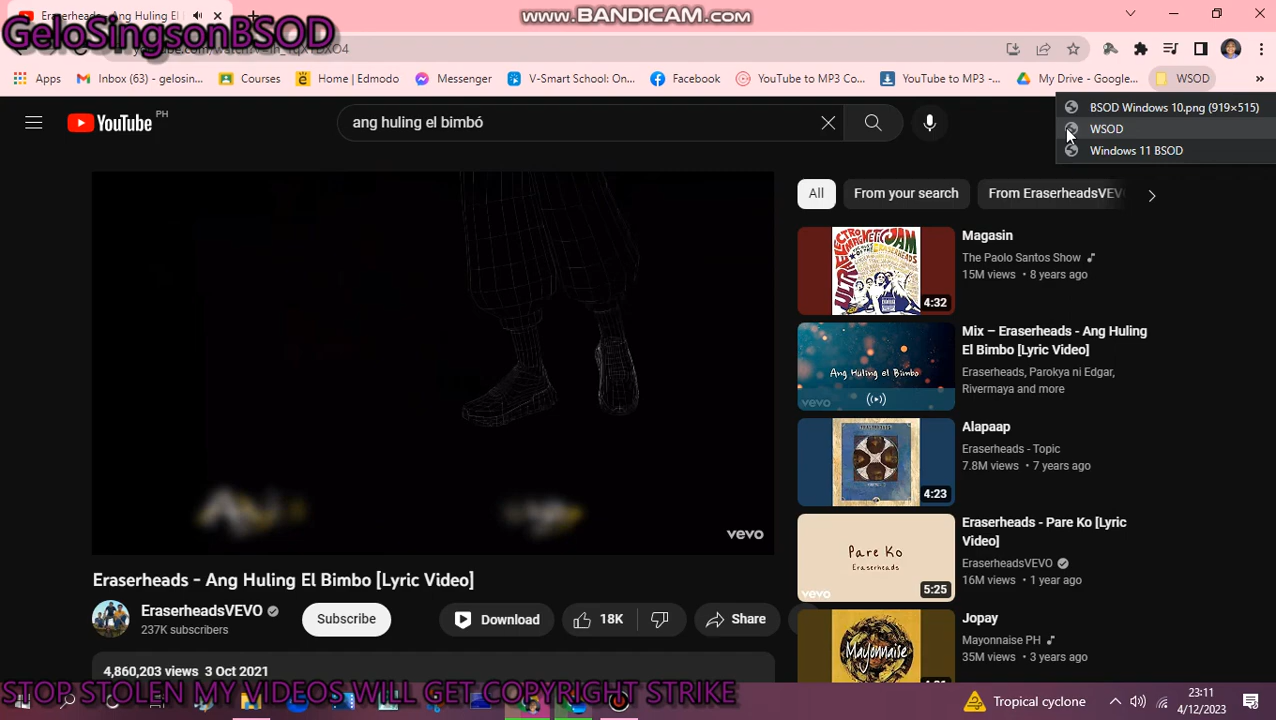 Eraserheads - Ang Huling El
www.BANDICAM.com
GeloSingsonBSOD
Apps
Inbox (63) - gelosin...
Courses
Home | Edmodo
Messenger
V-Smart School: On...
Facebook
YouTube to MP3 Co...
YouTube to MP3 -...
My Drive - Google...
WSOD
»
BSOD Windows 10.png (919×515)
WSOD
Windows 11 BSOD
YouTube PH
ang huling el bimbó
All
From your search
From EraserheadsVEV
Magasin
The Paolo Santos Show
15M views • 8 years ago
4:32
Mix – Eraserheads - Ang Huling El Bimbo [Lyric Video]
Eraserheads, Parokya ni Edgar, Rivermaya and more
Ang Huling el Bimbo
vevo
Alapaap
Eraserheads - Topic
7.8M views • 7 years ago
4:23
Eraserheads - Pare Ko [Lyric Video]
EraserheadsVEVO
16M views • 1 year ago
Pare Ko
Eraserheads
vevo
5:25
Jopay
Mayonnaise PH
35M views • 3 years ago
Mayonnaise
vevo
Eraserheads - Ang Huling El Bimbo [Lyric Video]
EraserheadsVEVO
237K subscribers
Subscribe
Download
18K
Share
4,860,203 views 3 Oct 2021
STOP STOLEN MY VIDEOS WILL GET COPYRIGHT STRIKE
Tropical cyclone
23:11
4/12/2023